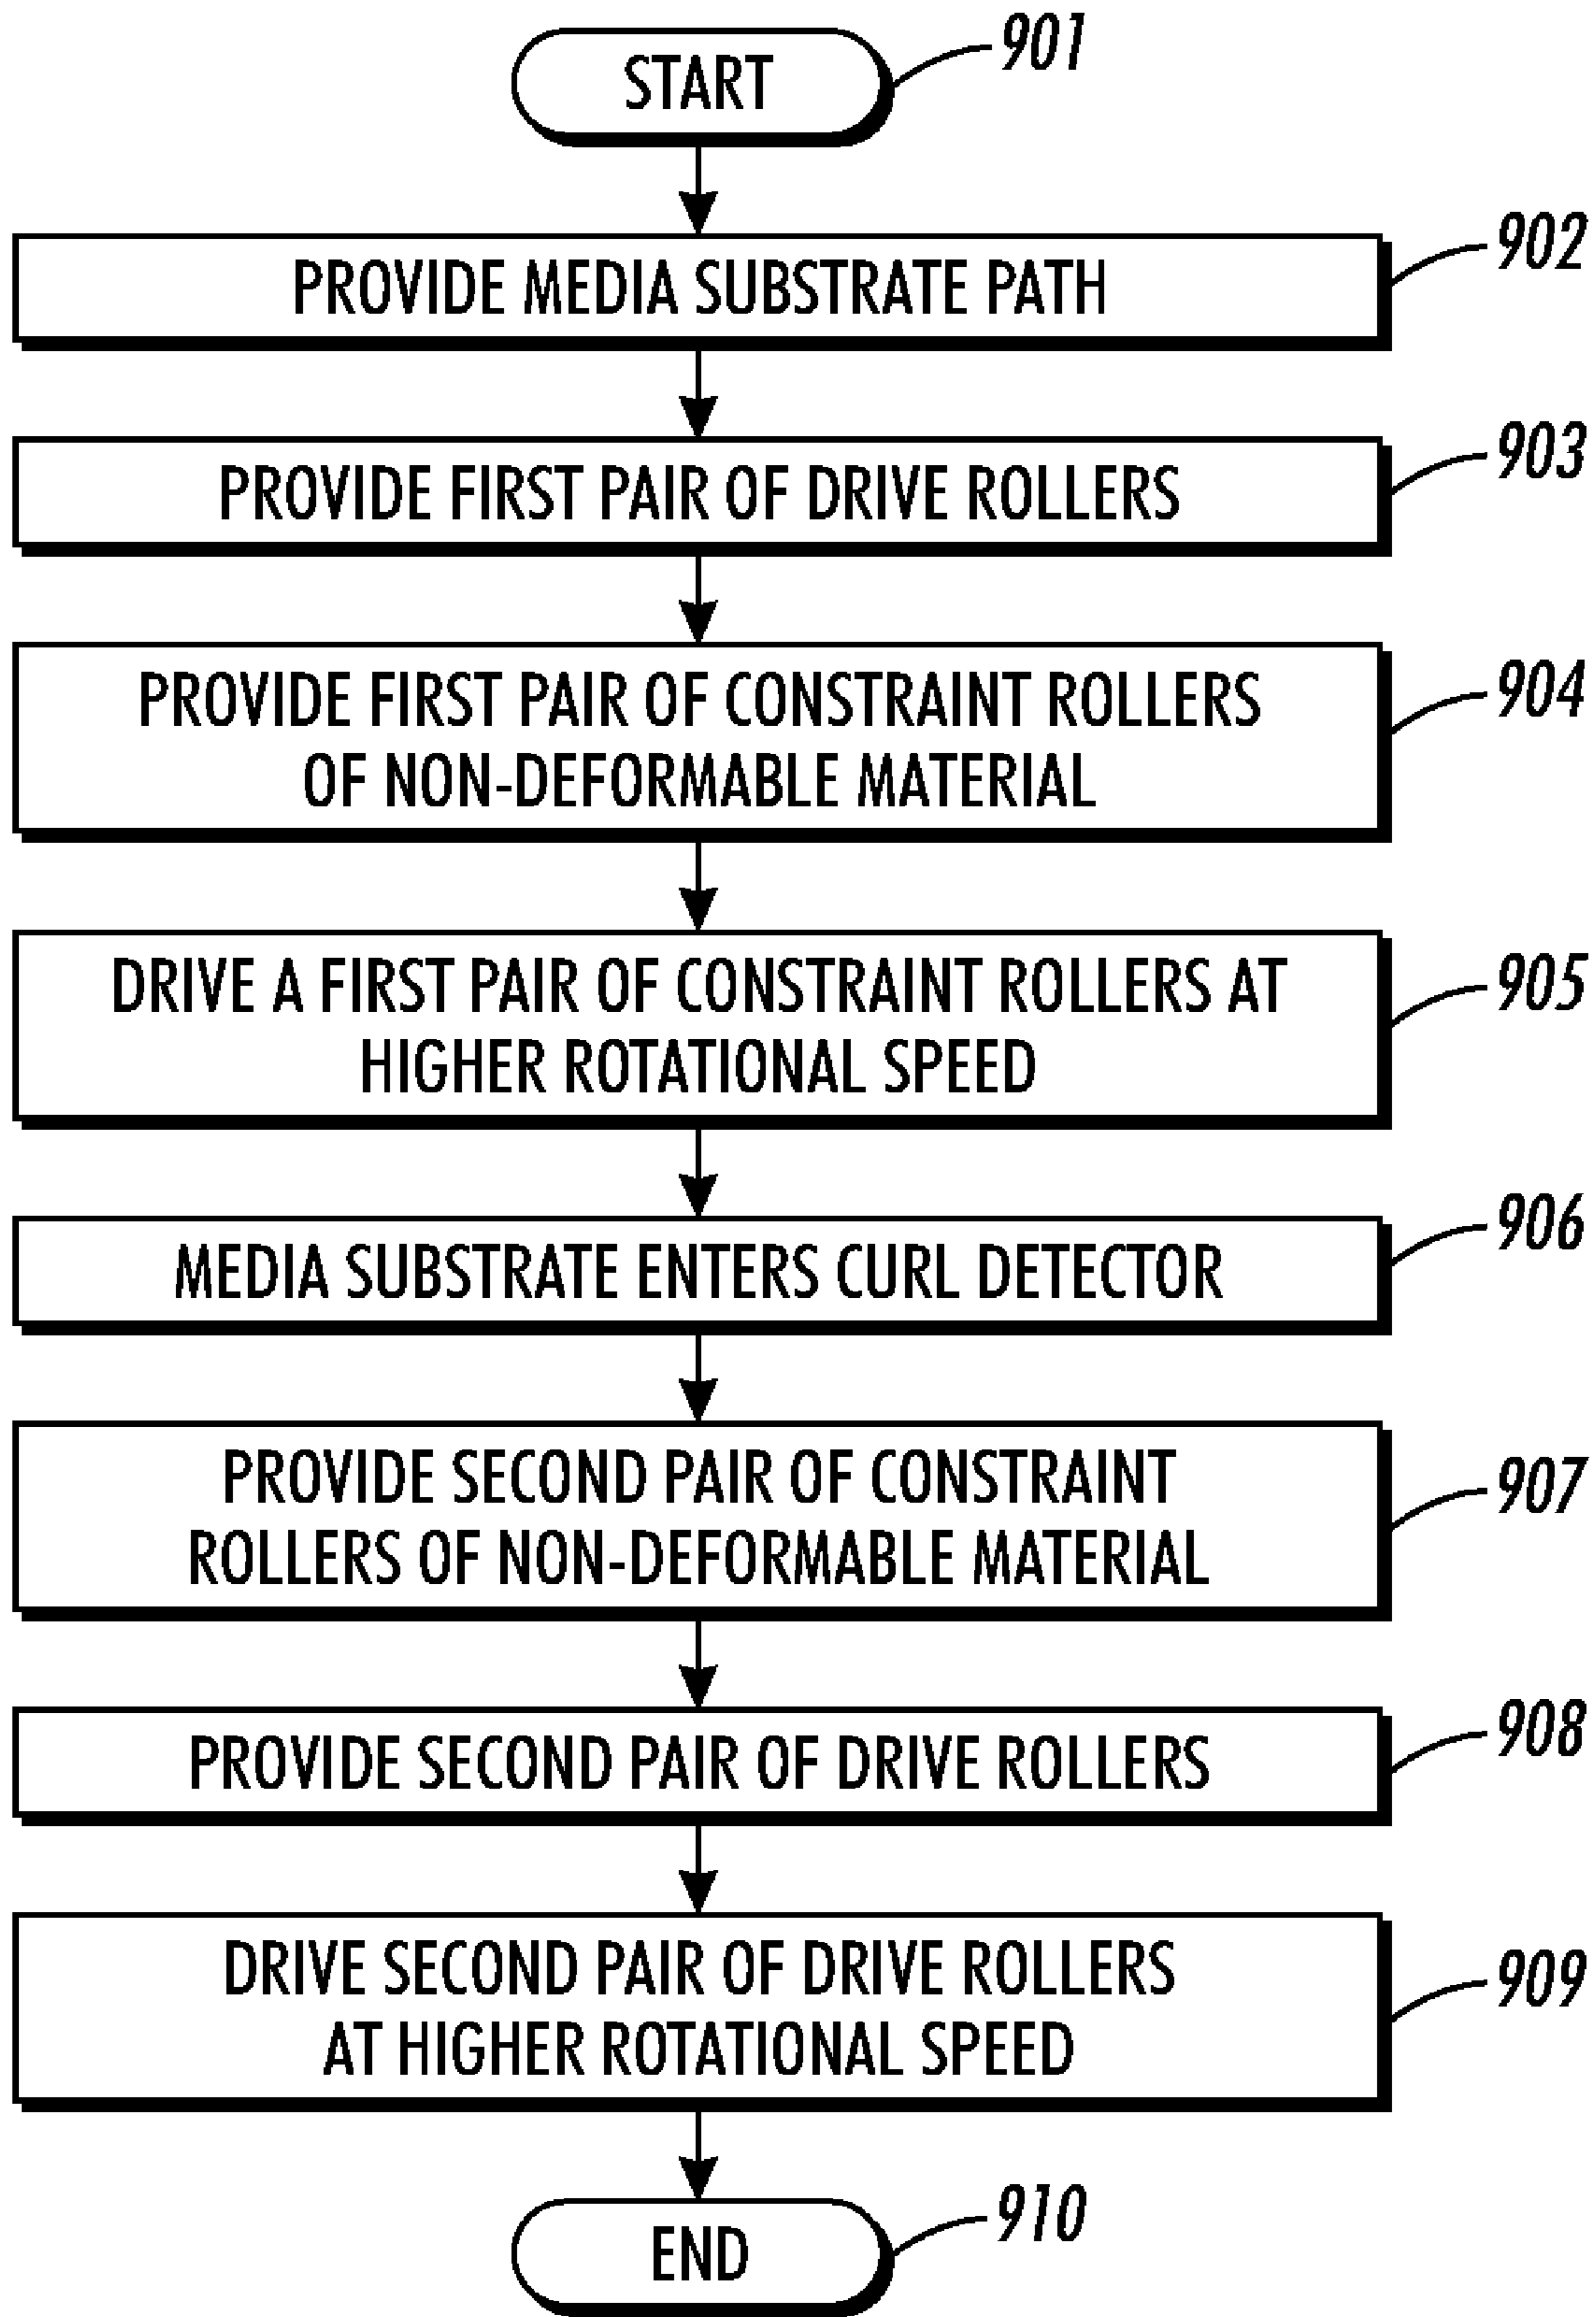 START
901
PROVIDE MEDIA SUBSTRATE PATH
902
PROVIDE FIRST PAIR OF DRIVE ROLLERS
903
PROVIDE FIRST PAIR OF CONSTRAINT ROLLERS
OF NON-DEFORMABLE MATERIAL
904
DRIVE A FIRST PAIR OF CONSTRAINT ROLLERS AT
HIGHER ROTATIONAL SPEED
905
MEDIA SUBSTRATE ENTERS CURL DETECTOR
906
PROVIDE SECOND PAIR OF CONSTRAINT
ROLLERS OF NON-DEFORMABLE MATERIAL
907
PROVIDE SECOND PAIR OF DRIVE ROLLERS
908
DRIVE SECOND PAIR OF DRIVE ROLLERS
AT HIGHER ROTATIONAL SPEED
909
END
910